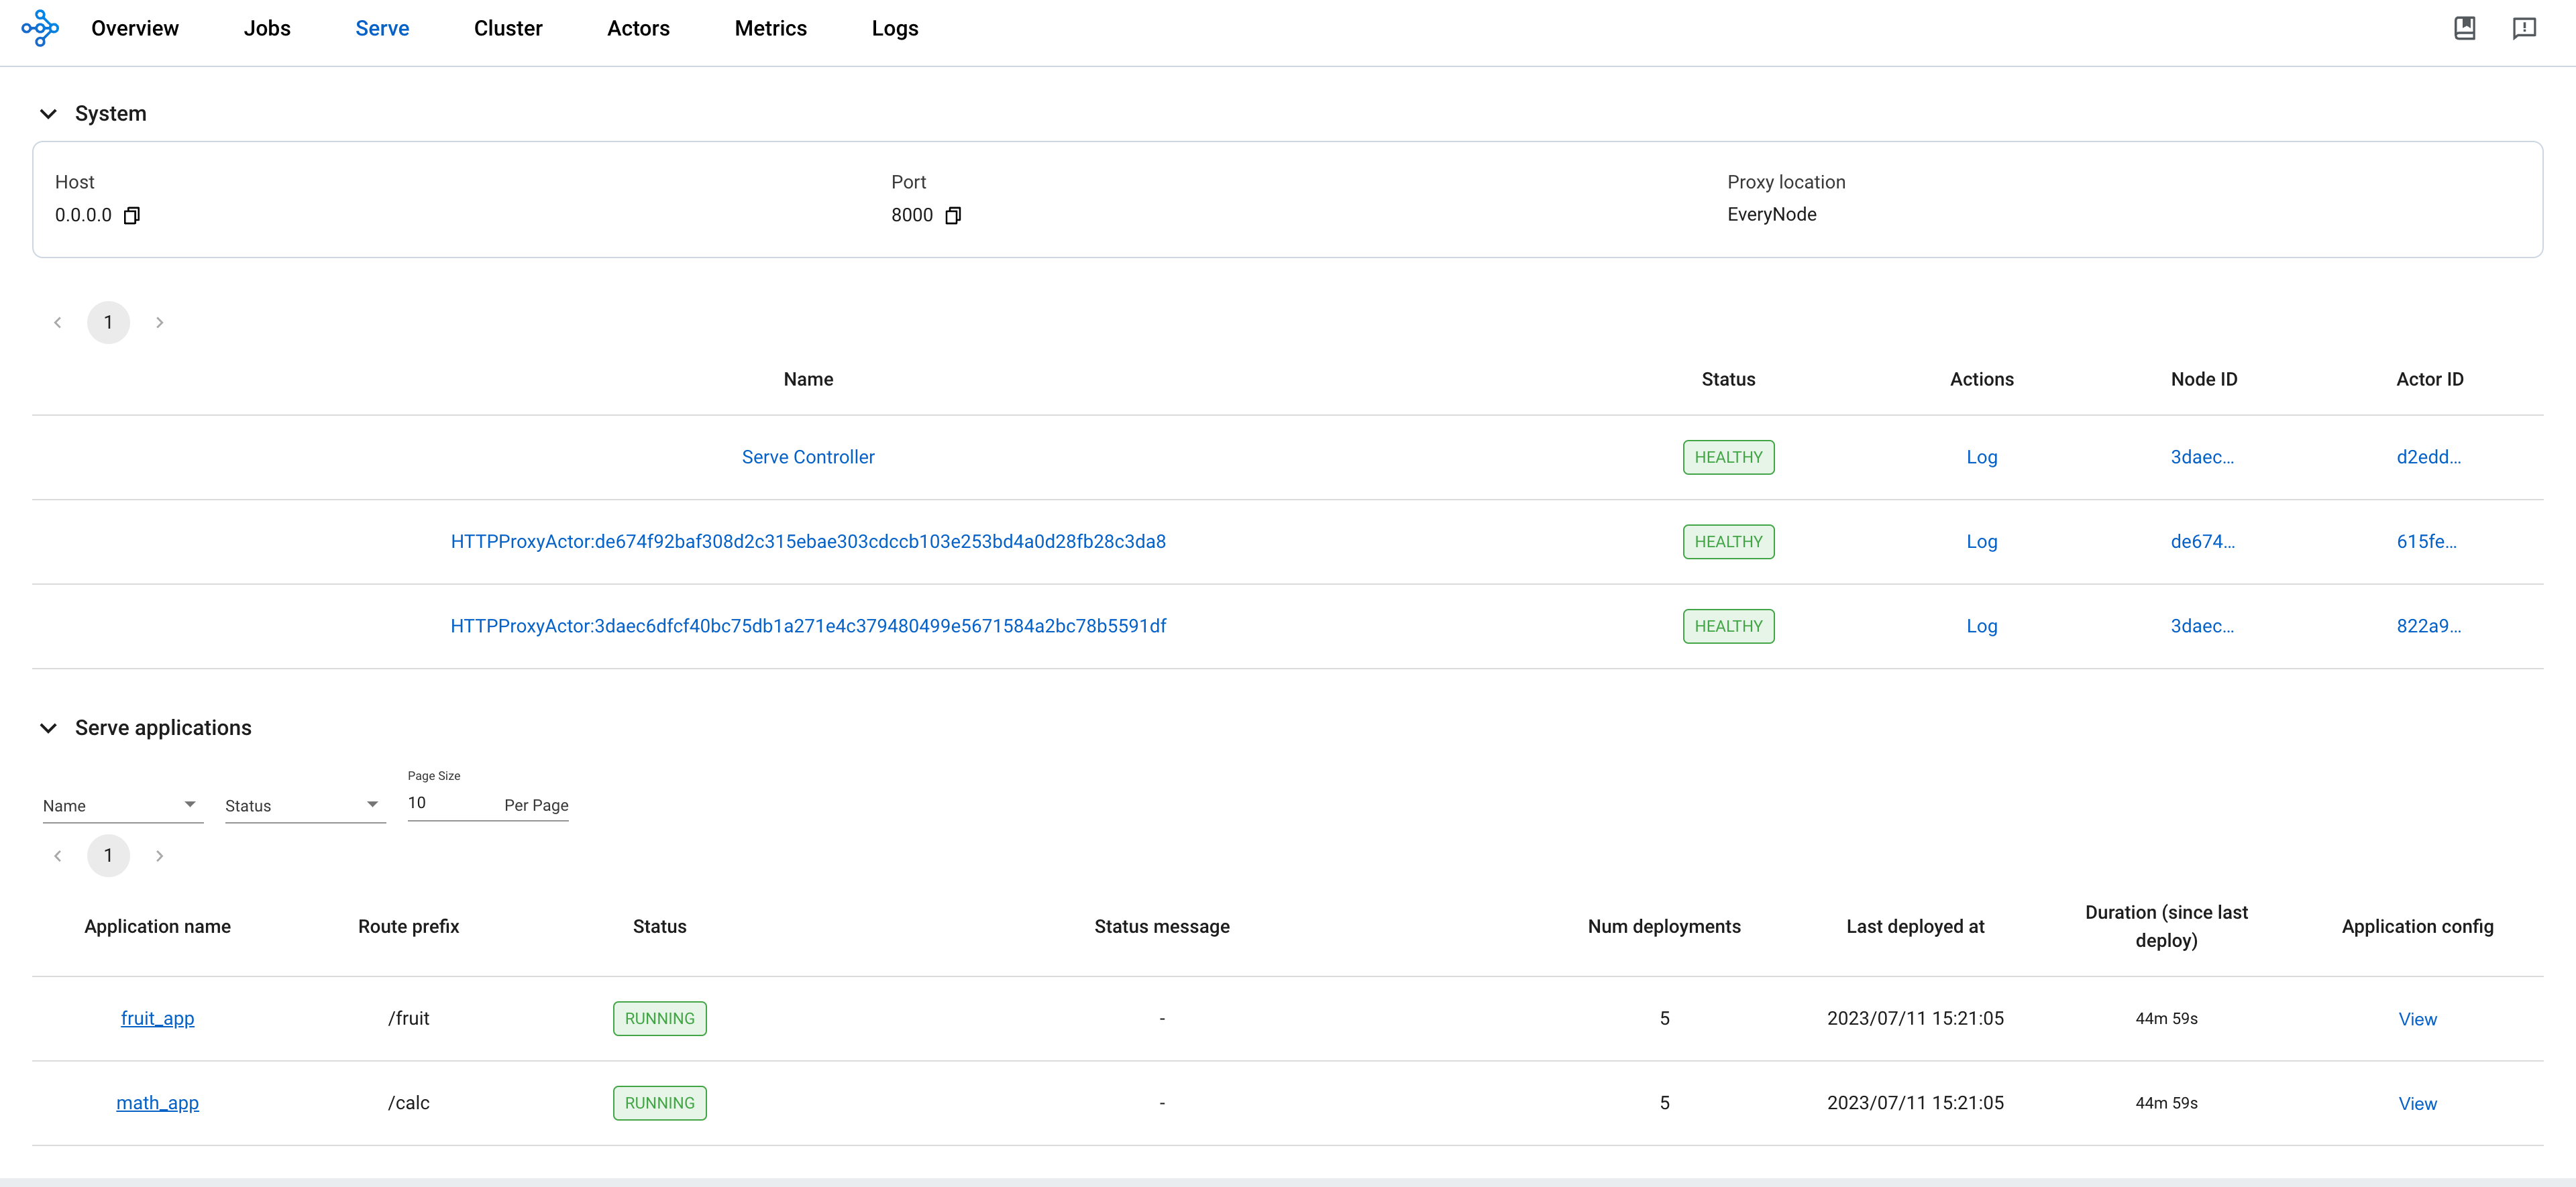 Overview Jobs Serve Cluster Actors Metrics Logs
System
Host Port Proxy location
0.0.0.0 8000 EveryNode
1
Name Status Actions Node ID Actor ID
Serve Controller HEALTHY Log 3daec... d2edd...
HTTPProxyActor:de674f92baf308d2c315ebae303cdccb103e253bd4a0d28fb28c3da8 HEALTHY Log de674... 615fe...
HTTPProxyActor:3daec6dfcf40bc75db1a271e4c379480499e5671584a2bc78b5591df HEALTHY Log 3daec... 822a9...
Serve applications
Page Size
Name Status 10 Per Page
1
Application name Route prefix Status Status message Num deployments Last deployed at Duration (since last deploy) Application config
fruit_app /fruit RUNNING - 5 2023/07/11 15:21:05 44m 59s View
math_app /calc RUNNING - 5 2023/07/11 15:21:05 44m 59s View